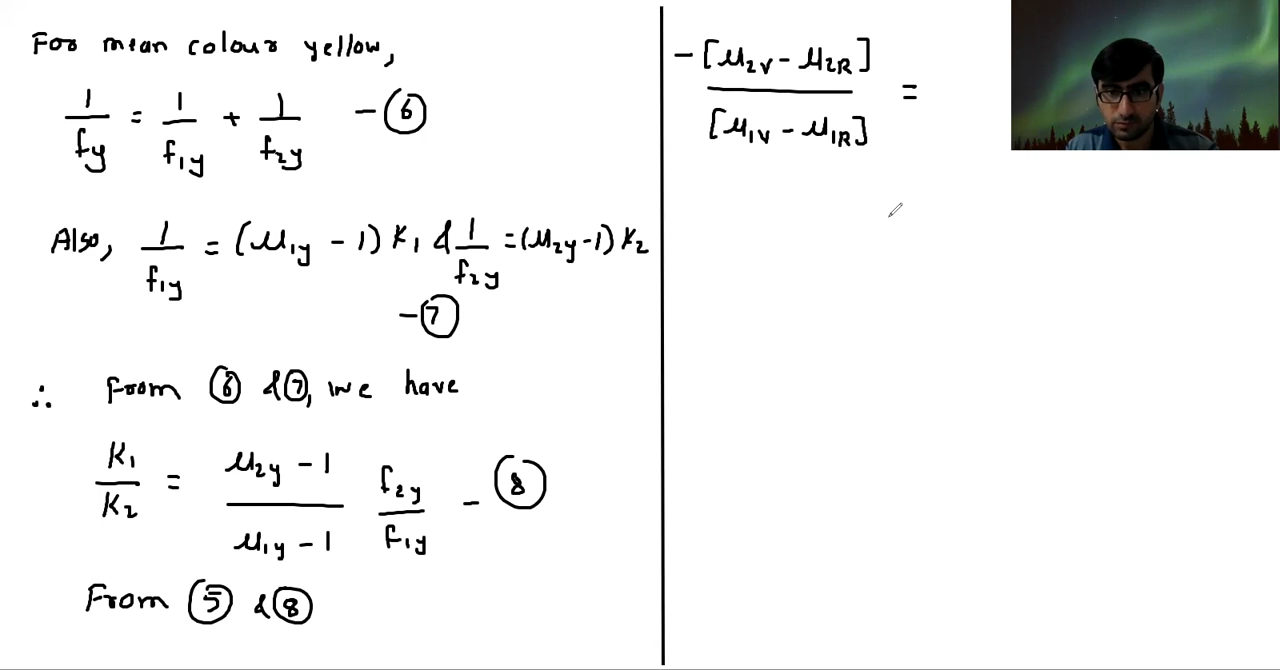 For mean colour yellow,
1/fy = 1/f1y + 1/f2y - ⑥
Also, 1/f1y = (μ1y - 1) K1 & 1/f2y = (μ2y - 1) K2
- ⑦
∴ From ⑥ & ⑦, we have
K1/K2 = μ2y - 1/μ1y - 1 f2y/f1y - ⑧
From ⑤ & ⑧
-[μ2V - μ2R]/[μ1V - μ1R] =